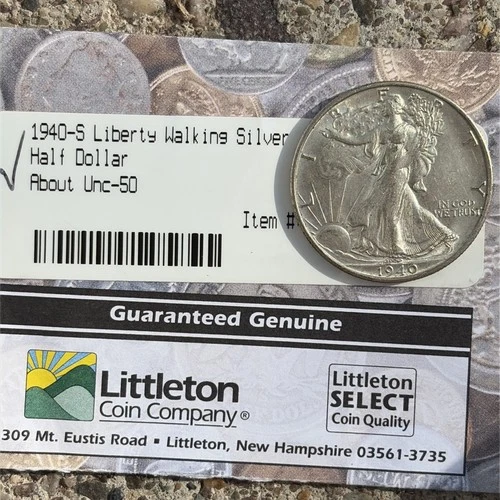 1940-S Liberty Walking Silver
Half Dollar
About Unc-50
Item #
LIBERTY
IN GOD
WE TRUST
1940
Guaranteed Genuine
Littleton
Coin Company®
Littleton
SELECT
Coin Quality
309 Mt. Eustis Road ▪ Littleton, New Hampshire 03561-3735